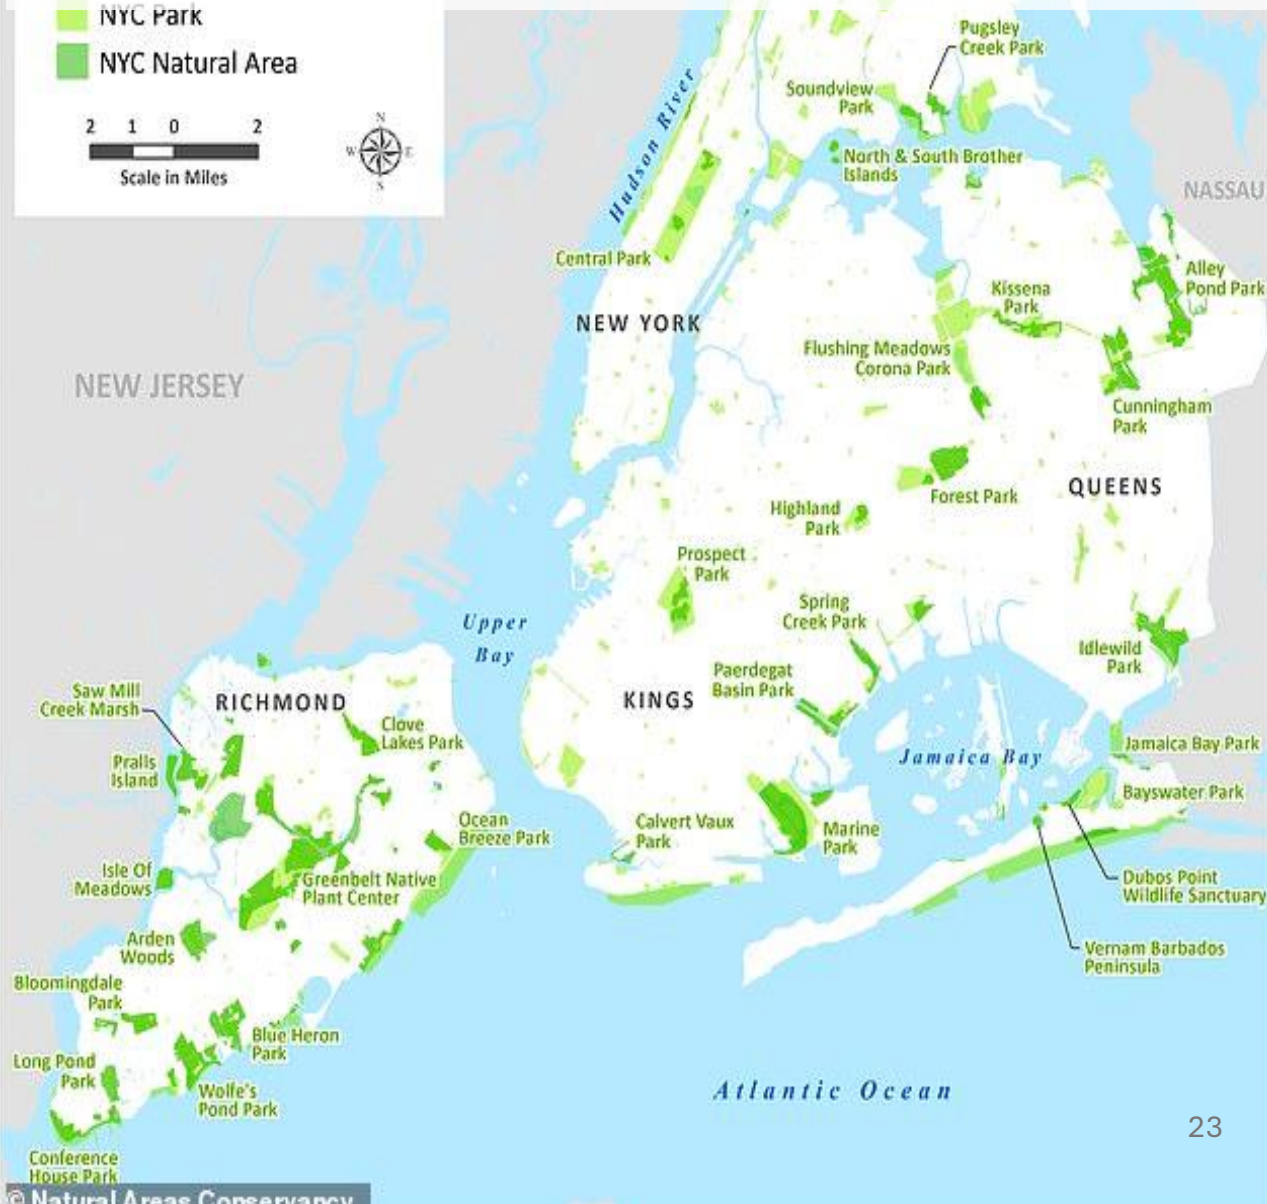 NYC Park
NYC Natural Area
2 1 0 2
Scale in Miles
N
W E
S
Hudson River
Pugsley
Creek Park
Soundview
Park
North & South Brother
Islands
NASSAU
Central Park
Alley
Pond Park
Kissena
Park
NEW YORK
Flushing Meadows
Corona Park
NEW JERSEY
Cunningham
Park
QUEENS
Forest Park
Highland
Park
Prospect
Park
Spring
Creek Park
Upper
Bay
Idlewild
Park
Paerdegat
Basin Park
KINGS
Saw Mill
Creek Marsh
RICHMOND
Clove
Lakes Park
Pralls
Island
Jamaica Bay
Jamaica Bay Park
Bayswater Park
Ocean
Breeze Park
Calvert Vaux
Park
Marine
Park
Isle Of
Meadows
Greenbelt Native
Plant Center
Dubos Point
Wildlife Sanctuary
Arden
Woods
Vernam Barbados
Peninsula
Bloomingdale
Park
Blue Heron
Park
Long Pond
Park
Wolfe's
Pond Park
Atlantic Ocean
23
Conference
House Park
© Natural Areas Conservancy